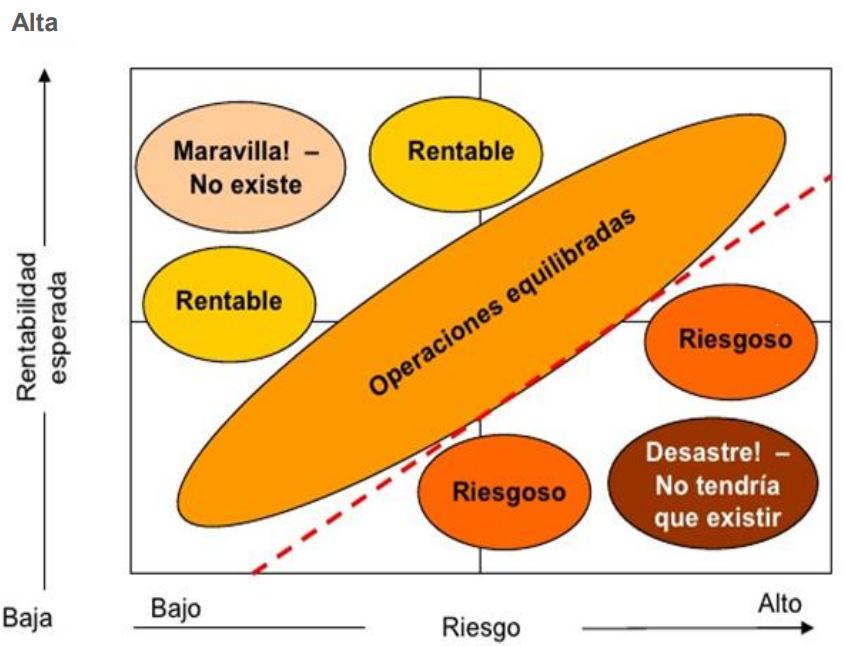 Alta
Maravila! –
No existe
Rentable
Rentable
Operaciones equilibradas
Rentabilidad
esperada
Riesgoso
Riesgoso
Desastre! –
No tendría
que existir
Baja
Bajo
Riesgo
Alto